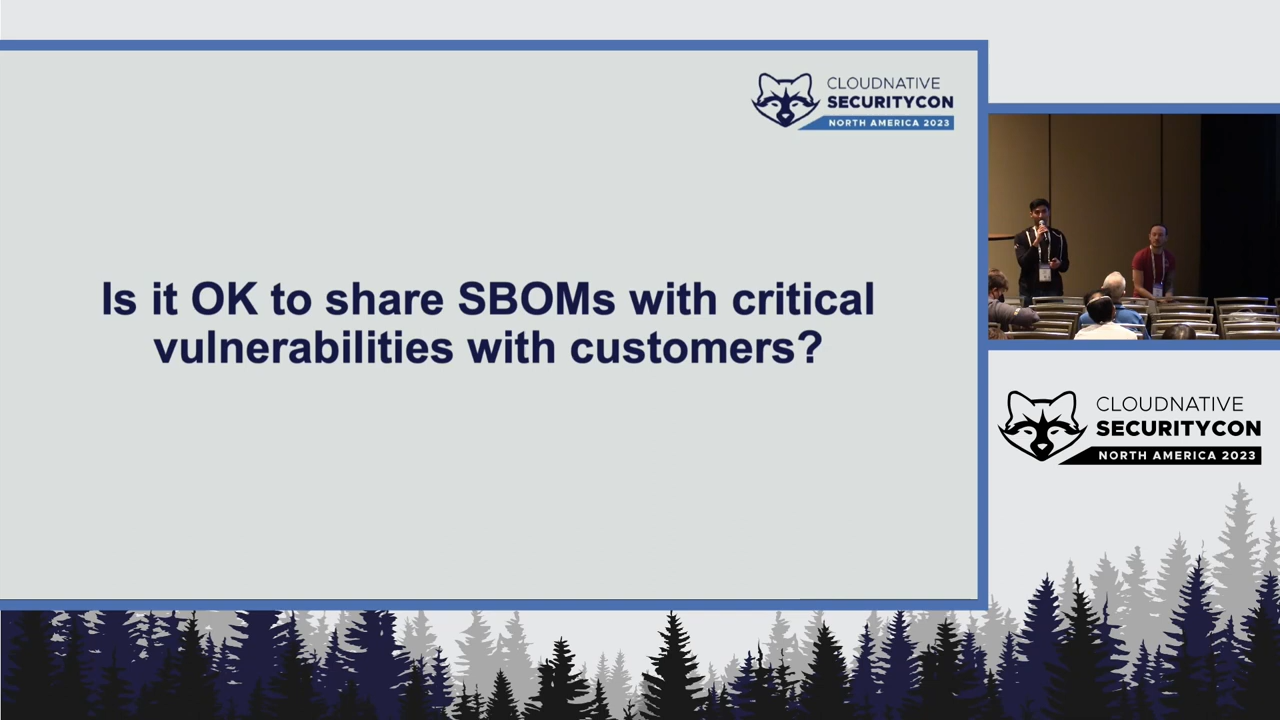 CLOUDNATIVE
SECURITYCON
NORTH AMERICA 2023
Is it OK to share SBOMs with critical
vulnerabilities with customers?
CLOUDNATIVE
SECURITYCON
NORTH AMERICA 2023